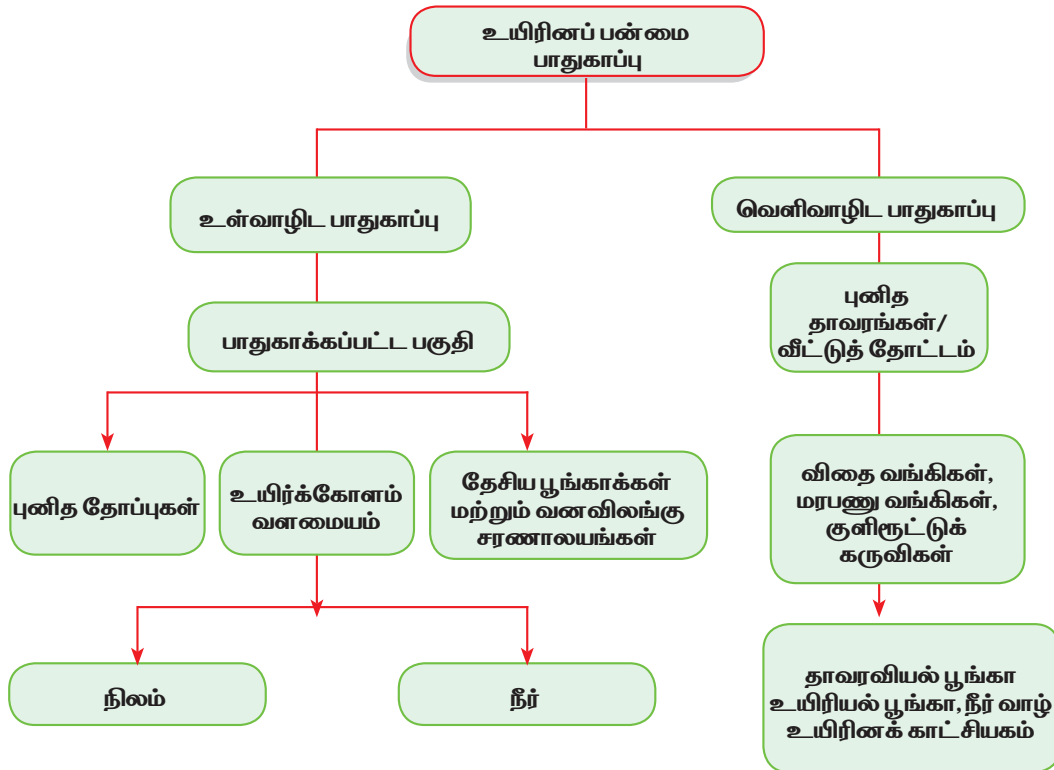 உயிரினப் பன்மை
பாதுகாப்பு
உள்வாழிட பாதுகாப்பு
வெளிவாழிட பாதுகாப்பு
புனித
தாவரங்கள்/
வீட்டுத் தோட்டம்
பாதுகாக்கப்பட்ட பகுதி
புனித தோப்புகள்
உயிர்க்கோளம்
வளமையம்
தேசிய பூங்காக்கள்
மற்றும் வனவிலங்கு
சரணாலயங்கள்
விதை வங்கிகள்,
மரபணு வங்கிகள்,
குளிரூட்டுக்
கருவிகள்
நிலம்
நீர்
தாவரவியல் பூங்கா
உயிரியல் பூங்கா, நீர் வாழ்
உயிரினக் காட்சியகம்